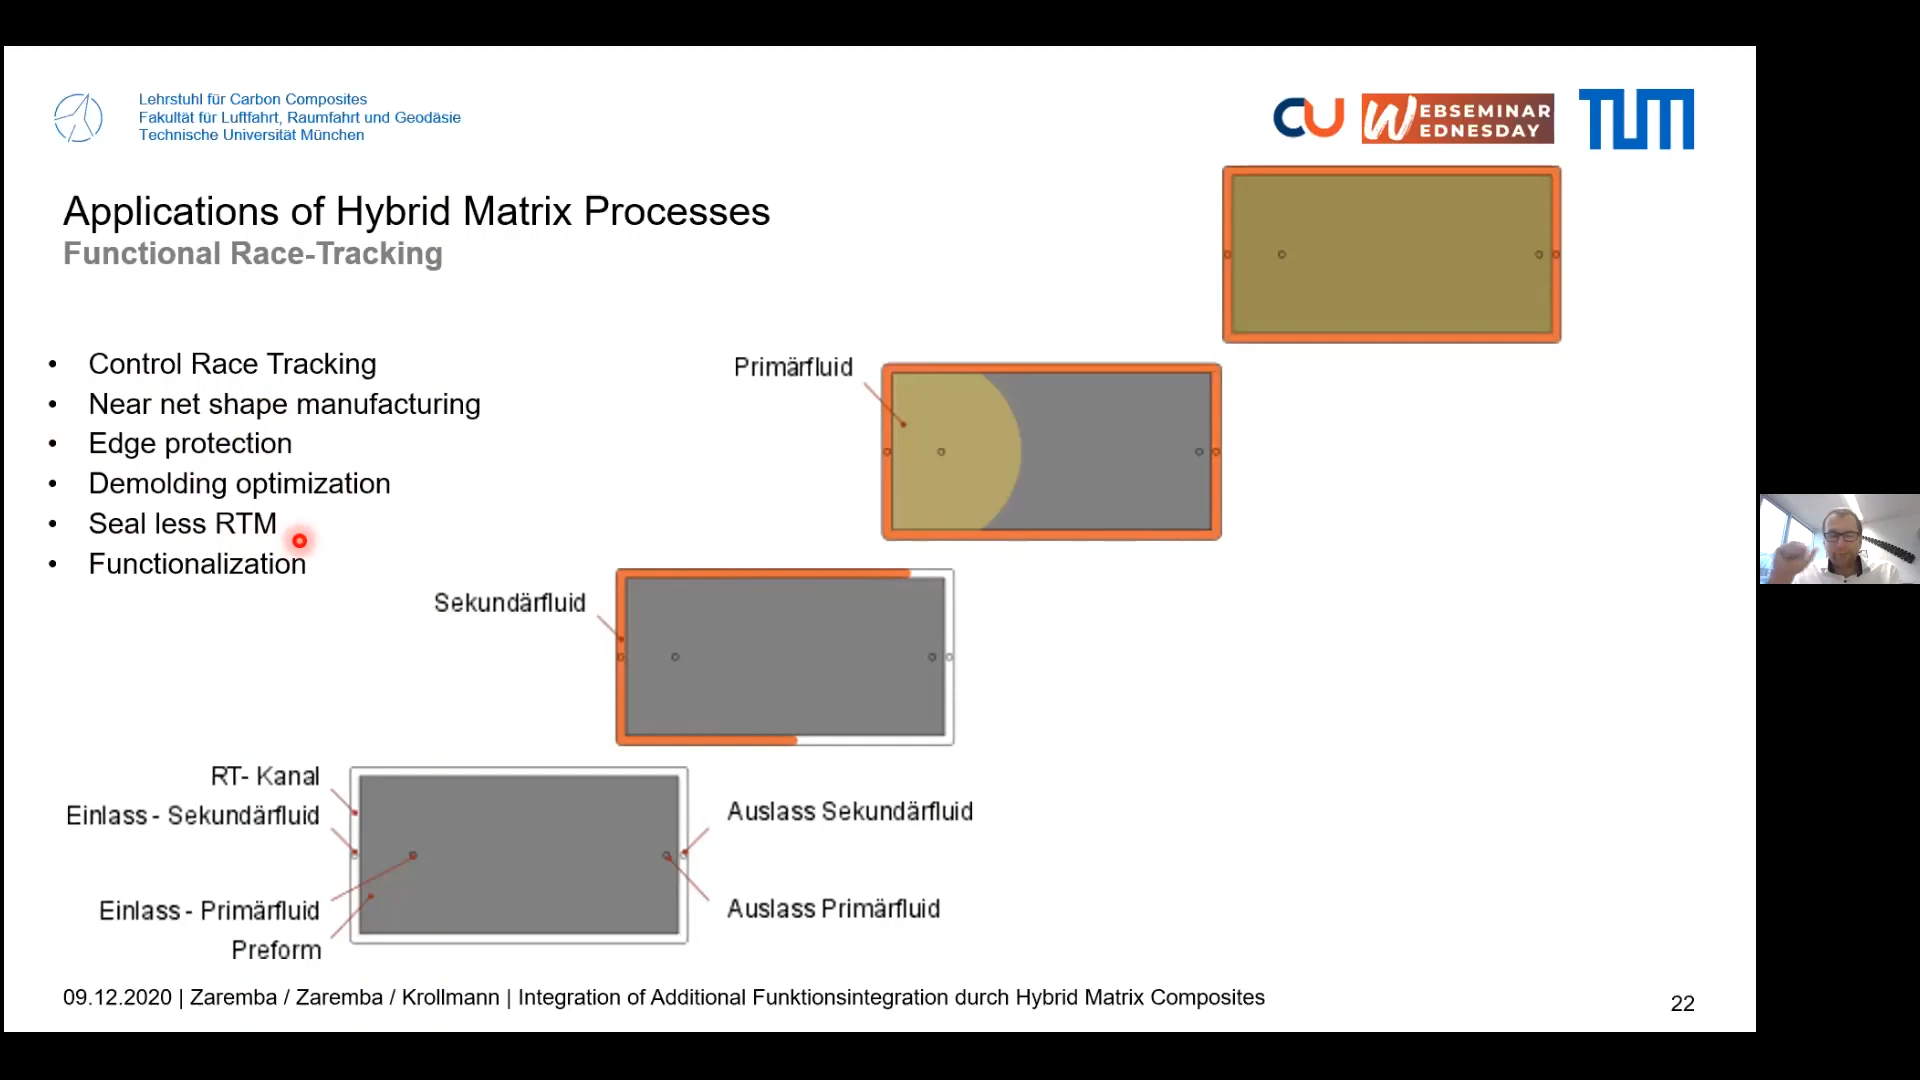 Lehrstuhl für Carbon Composites
Fakultät für Luftfahrt, Raumfahrt und Geodäsie
Technische Universität München
CU
WEBSEMINAR
WEDNESDAY
TUM
Applications of Hybrid Matrix Processes
Functional Race-Tracking
• Control Race Tracking
• Near net shape manufacturing
• Edge protection
• Demolding optimization
• Seal less RTM
• Functionalization
Primärfluid
Sekundärfluid
RT- Kanal
Einlass - Sekundärfluid
Einlass - Primärfluid
Preform
Auslass Sekundärfluid
Auslass Primärfluid
09.12.2020 | Zaremba / Zaremba / Krollmann | Integration of Additional Funktionsintegration durch Hybrid Matrix Composites
22